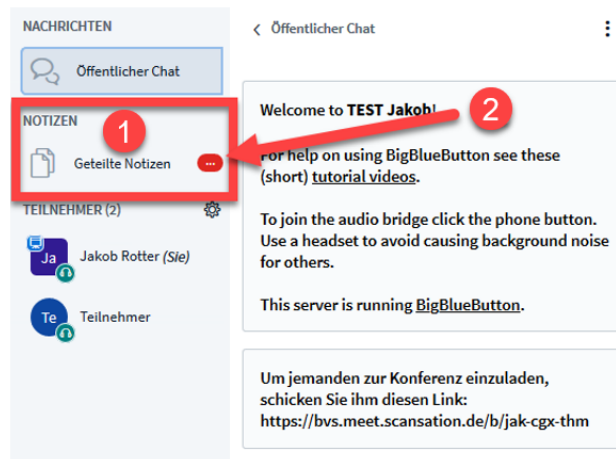 NACHRICHTEN
Öffentlicher Chat
NOTIZEN
1
Geteilte Notizen
...
TEILNEHMER (2)
Ja
Jakob Rotter (Sie)
Te
Teilnehmer
Öffentlicher Chat
Welcome to TEST Jakob!
2
For help on using BigBlueButton see these
(short) tutorial videos.
To join the audio bridge click the phone button.
Use a headset to avoid causing background noise
for others.
This server is running BigBlueButton.
Um jemanden zur Konferenz einzuladen,
schicken Sie ihm diesen Link:
https://bvs.meet.scansation.de/b/jak-cgx-thm